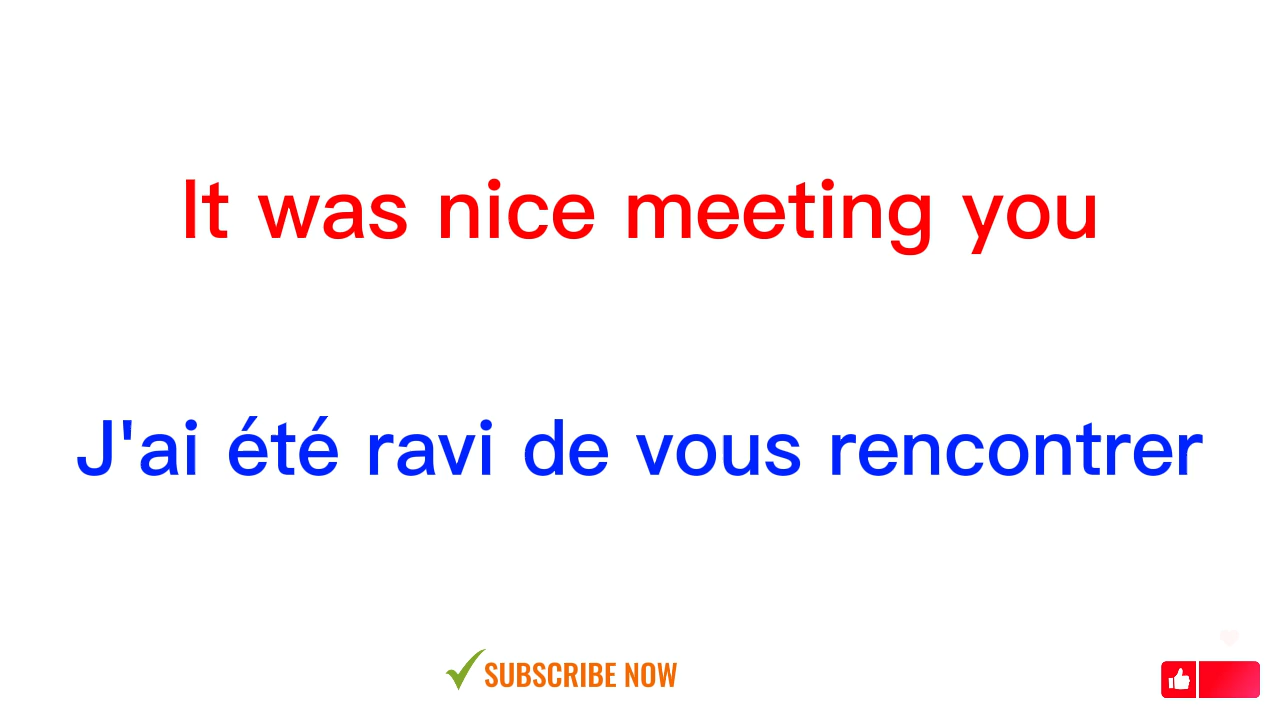 It was nice meeting you
J'ai été ravi de vous rencontrer
SUBSCRIBE NOW